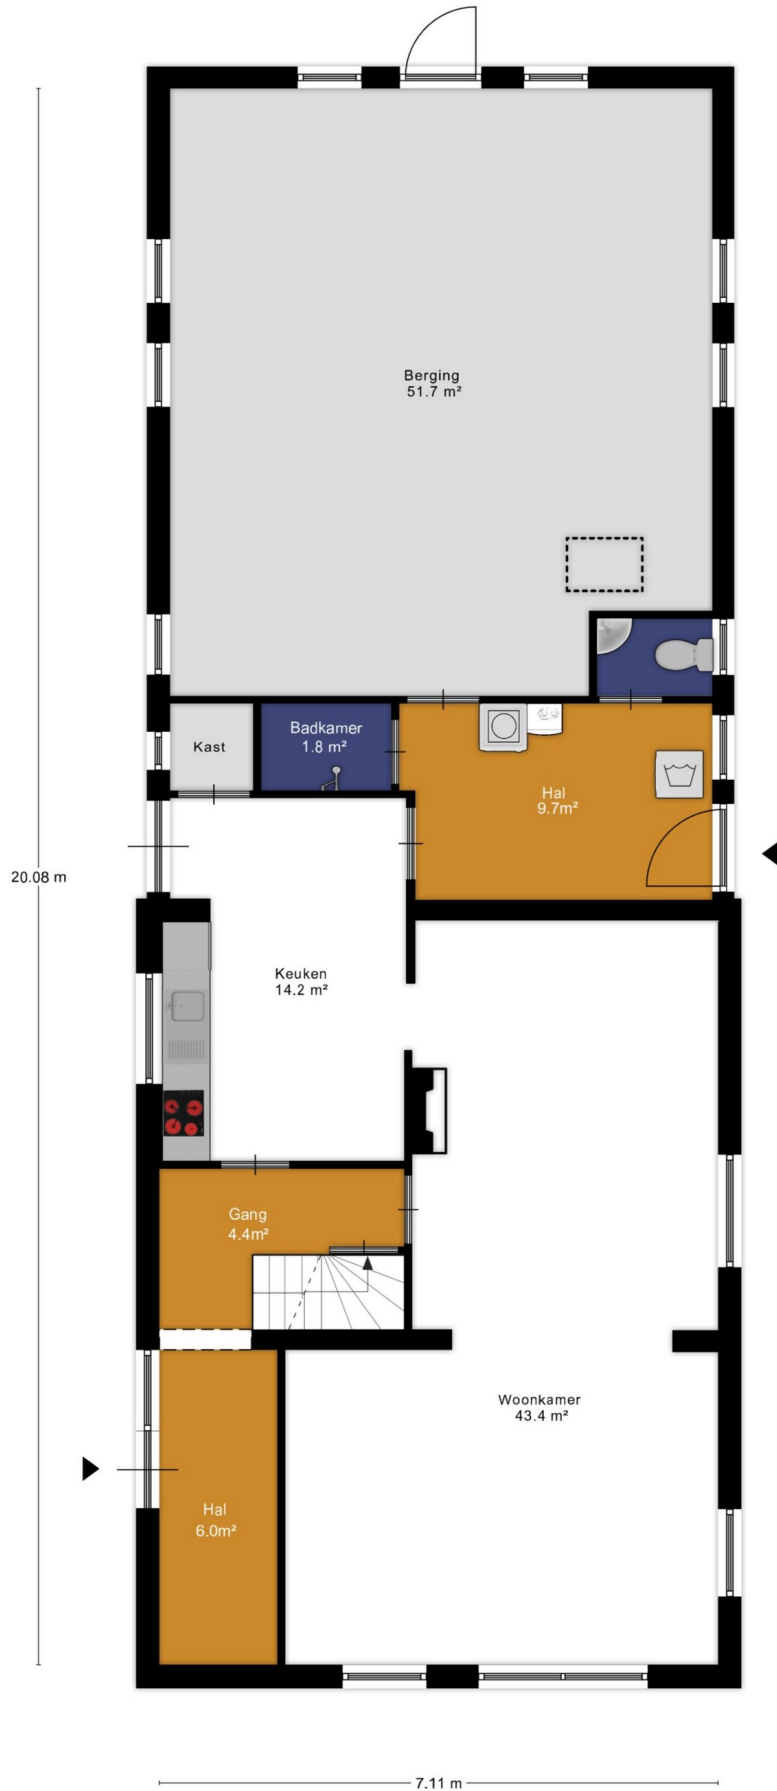 Berging
51.7 m²
Kast
Badkamer
1.8 m²
Hal
9.7m²
20.08 m
Keuken
14.2 m²
Gang
4.4m²
Woonkamer
43.4 m²
Hal
6.0m²
7.11 m